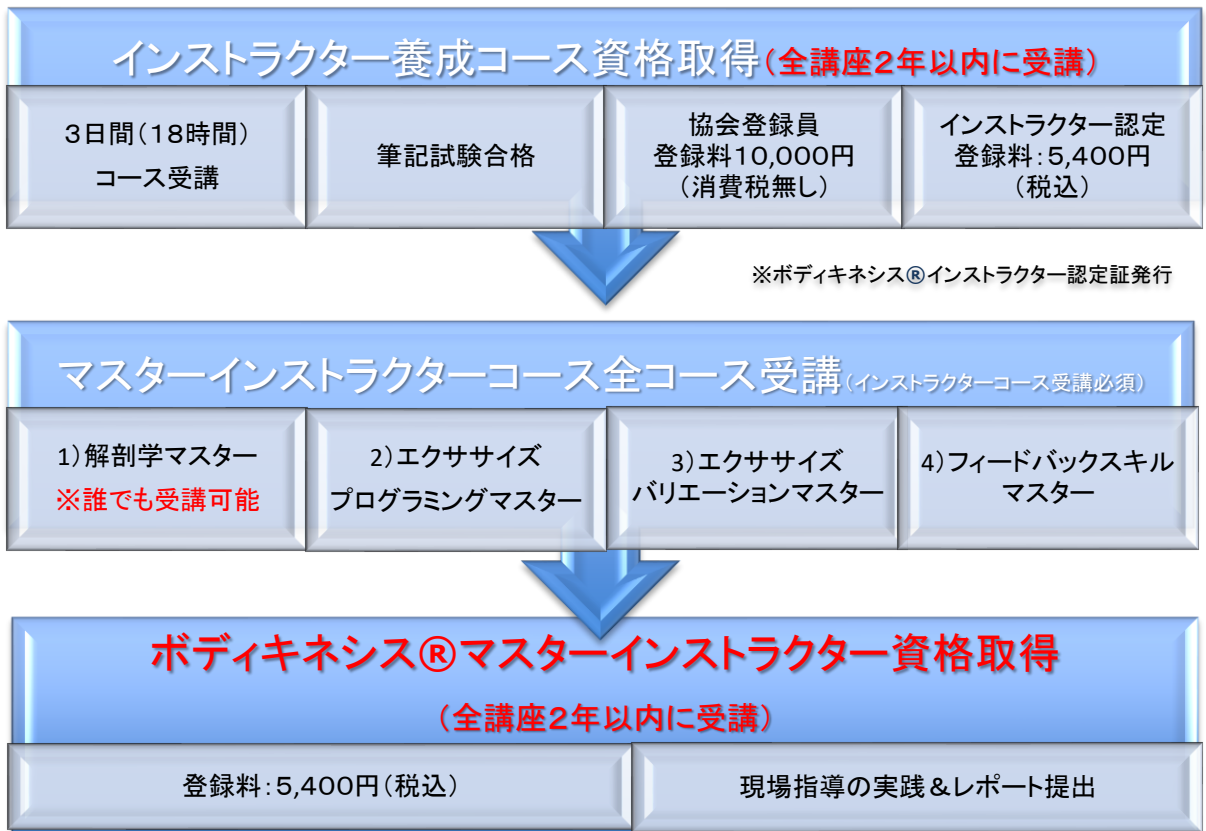 インストラクター養成コース資格取得(全講座2年以内に受講)
3日間(18時間)
コース受講
筆記試験合格
協会登録員
登録料10,000円
(消費税無し)
インストラクター認定
登録料:5,400円
(税込)
※ボディキネシス®インストラクター認定証発行
マスターインストラクターコース全コース受講(インストラクターコース受講必須)
1)解剖学マスター
※誰でも受講可能
2)エクササイズ
プログラミングマスター
3)エクササイズ
バリエーションマスター
4)フィードバックスキル
マスター
ボディキネシス®マスターインストラクター資格取得
(全講座2年以内に受講)
登録料:5,400円(税込)
現場指導の実践&レポート提出